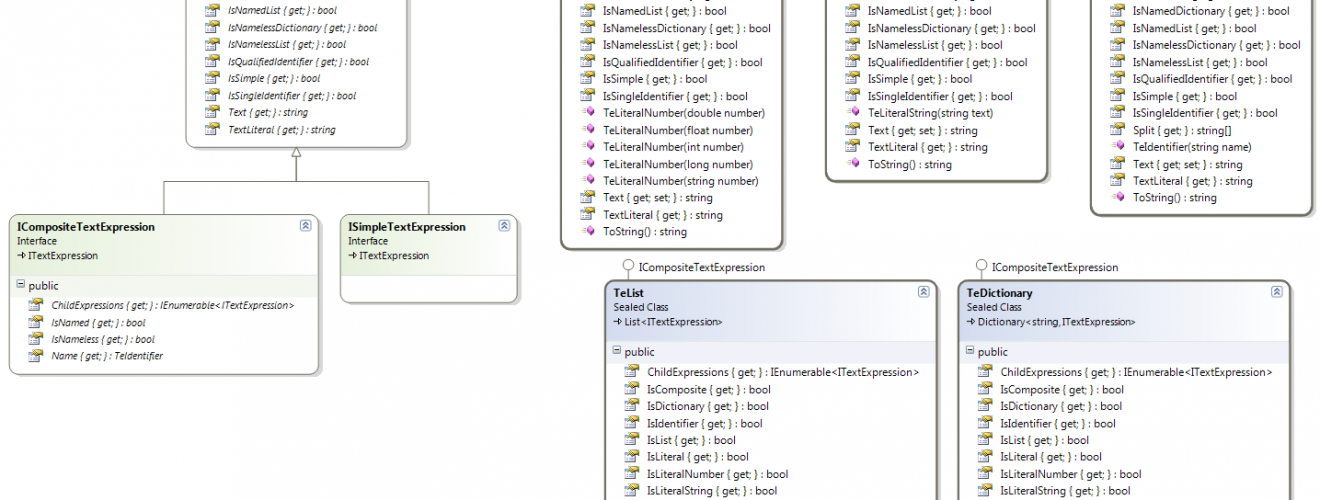 IsNamedList { get; } : bool
IsNamelessDictionary { get; } : bool
IsNamelessList { get; } : bool
IsQualifiedIdentifier { get; } : bool
IsSimple { get; } : bool
IsSingleIdentifier { get; } : bool
Text { get; } : string
TextLiteral { get; } : string
ICompositeTextExpression
Interface
ITextExpression
public
ChildExpressions { get; } : IEnumerable<ITextExpression>
IsNamed { get; } : bool
IsNameless { get; } : bool
Name { get; } : TeIdentifier
ISimpleTextExpression
Interface
ITextExpression
IsNamedList { get; } : bool
IsNamelessDictionary { get; } : bool
IsNamelessList { get; } : bool
IsQualifiedIdentifier { get; } : bool
IsSimple { get; } : bool
IsSingleIdentifier { get; } : bool
TeLiteralNumber(double number)
TeLiteralNumber(float number)
TeLiteralNumber(int number)
TeLiteralNumber(long number)
TeLiteralNumber(string number)
Text { get; set; } : string
TextLiteral { get; } : string
ToString() : string
IsNamedList { get; } : bool
IsNamelessDictionary { get; } : bool
IsNamelessList { get; } : bool
IsQualifiedIdentifier { get; } : bool
IsSimple { get; } : bool
IsSingleIdentifier { get; } : bool
TeLiteralString(string text)
Text { get; set; } : string
TextLiteral { get; } : string
ToString() : string
IsNamedDictionary { get; } : bool
IsNamedList { get; } : bool
IsNamelessDictionary { get; } : bool
IsNamelessList { get; } : bool
IsQualifiedIdentifier { get; } : bool
IsSimple { get; } : bool
IsSingleIdentifier { get; } : bool
Split { get; } : string[]
TeIdentifier(string name)
Text { get; set; } : string
TextLiteral { get; } : string
ToString() : string
ICompositeTextExpression
TeList
Sealed Class
List<ITextExpression>
public
ChildExpressions { get; } : IEnumerable<ITextExpression>
IsComposite { get; } : bool
IsDictionary { get; } : bool
IsIdentifier { get; } : bool
IsList { get; } : bool
IsLiteral { get; } : bool
IsLiteralNumber { get; } : bool
IsLiteralString { get; } : bool
ICompositeTextExpression
TeDictionary
Sealed Class
Dictionary<string,ITextExpression>
public
ChildExpressions { get; } : IEnumerable<ITextExpression>
IsComposite { get; } : bool
IsDictionary { get; } : bool
IsIdentifier { get; } : bool
IsList { get; } : bool
IsLiteral { get; } : bool
IsLiteralNumber { get; } : bool
IsLiteralString { get; } : bool